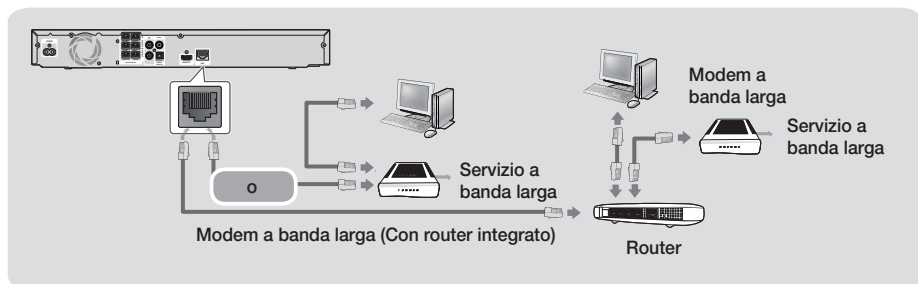 Modem a
banda larga
Servizio a
banda larga
Servizio a
banda larga
o
Modem a banda larga (Con router integrato)
Router